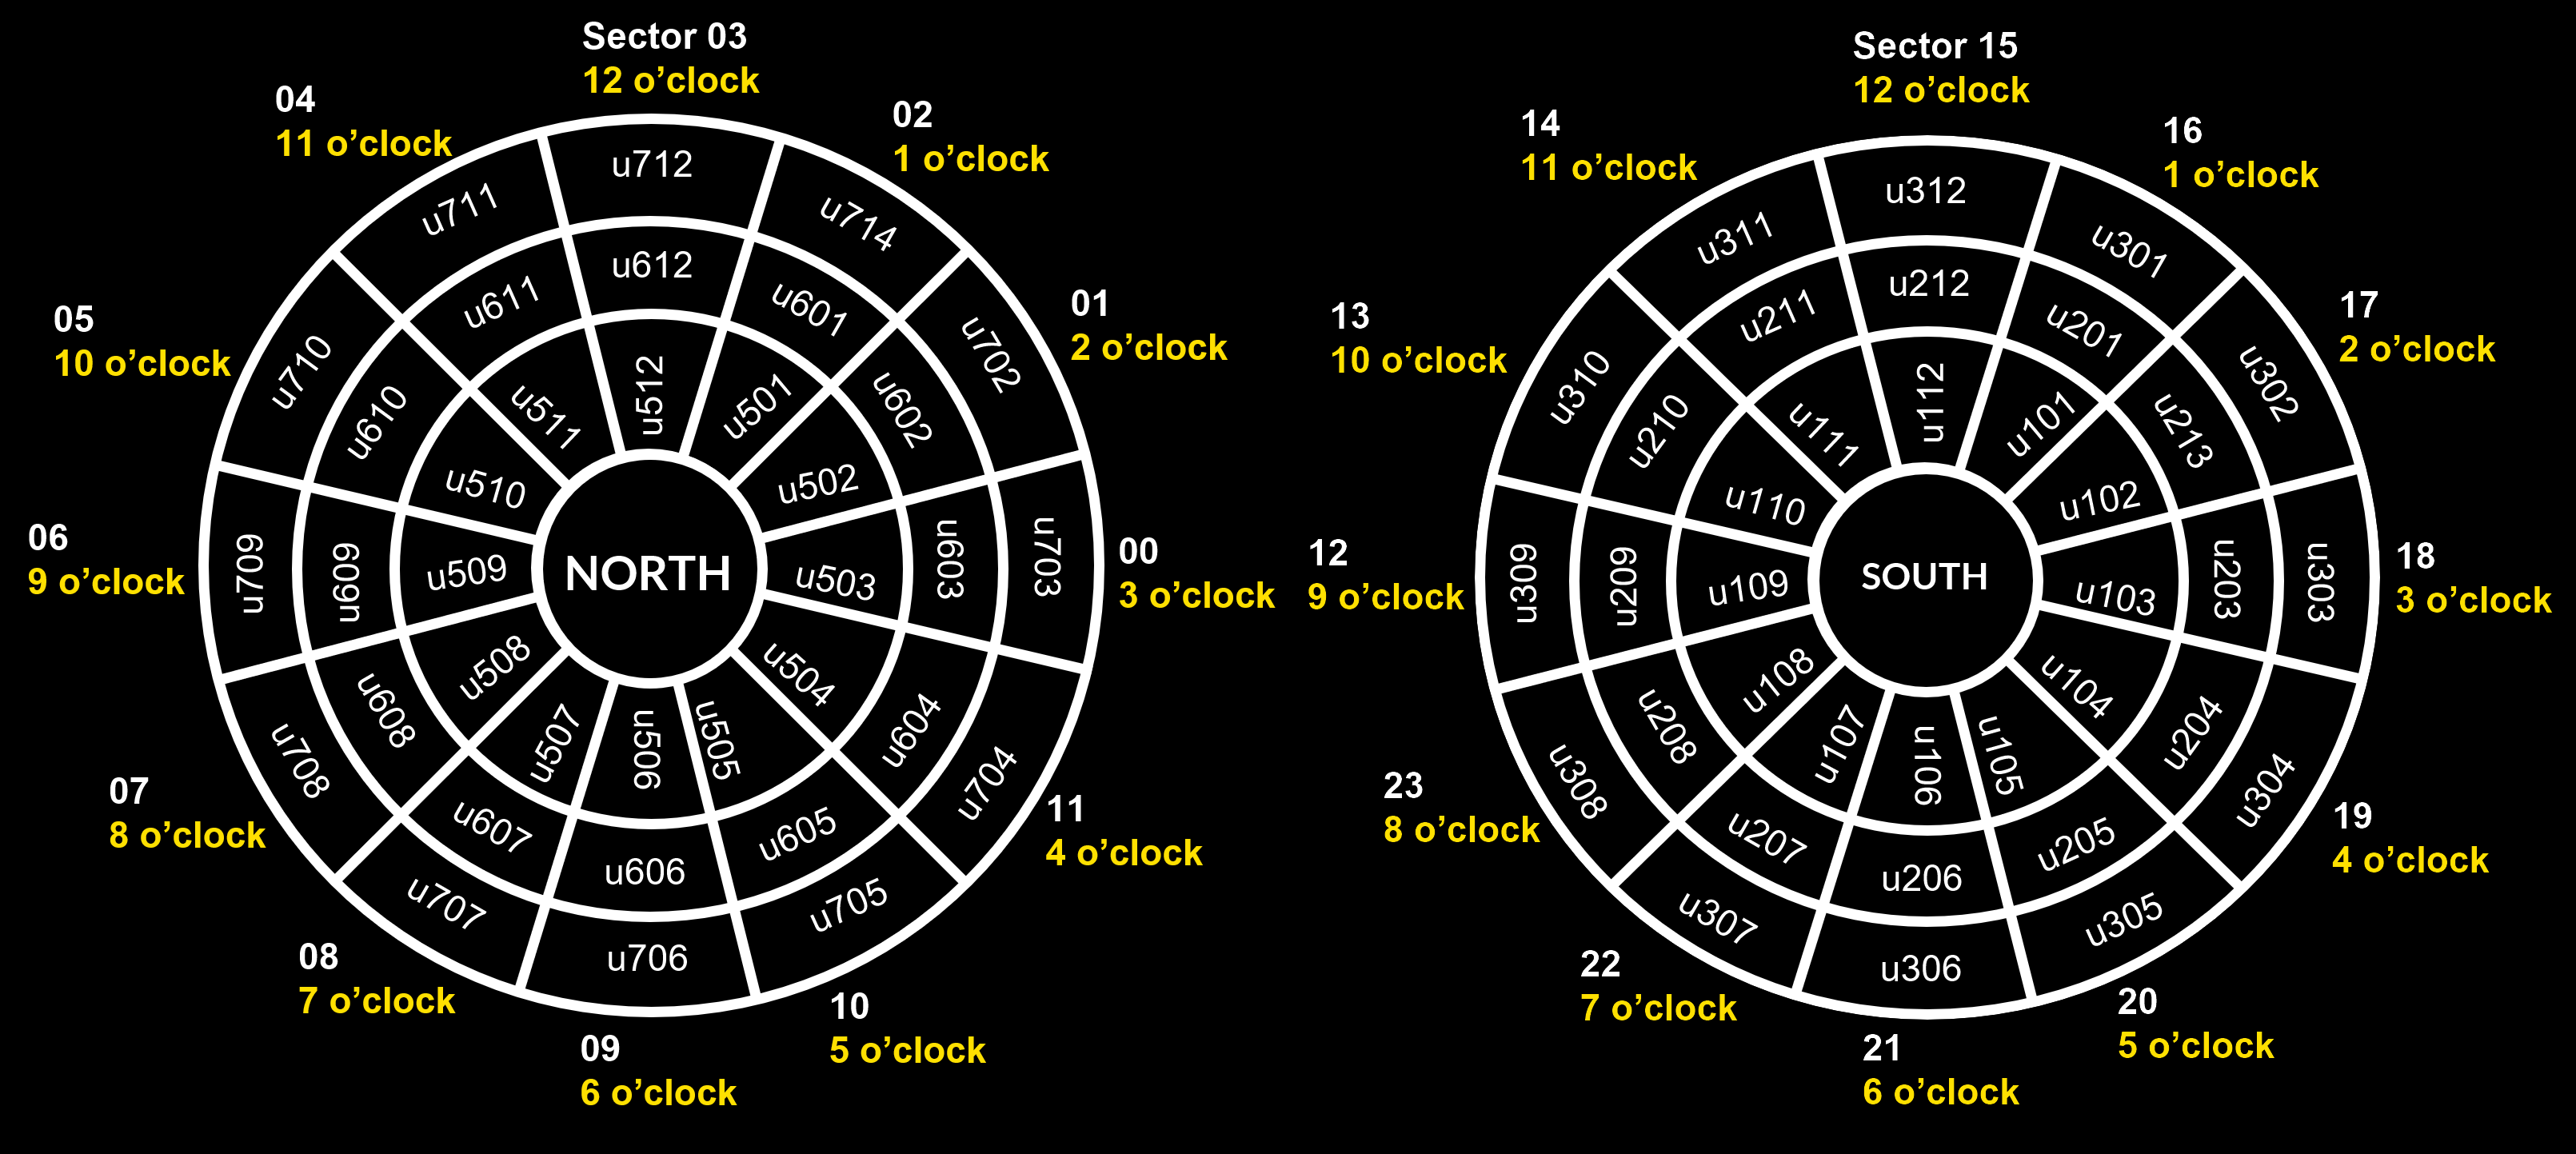 Sector 03
12 o’clock
02
1 o’clock
01
2 o’clock
00
3 o’clock
11
4 o’clock
10
5 o’clock
09
6 o’clock
08
7 o’clock
07
8 o’clock
06
9 o’clock
05
10 o’clock
04
11 o’clock
u712
u714
u702
u703
u704
u705
u706
u707
u708
u709
u710
u711
u612
u601
u602
u603
u604
u605
u606
u607
u608
u609
u610
u611
u512
u501
u502
u503
u504
u505
u506
u507
u508
u509
u510
u511
NORTH
Sector 15
12 o’clock
16
1 o’clock
17
2 o’clock
18
3 o’clock
19
4 o’clock
20
5 o’clock
21
6 o’clock
22
7 o’clock
23
8 o’clock
12
9 o’clock
13
10 o’clock
14
11 o’clock
u312
u301
u302
u303
u304
u305
u306
u307
u308
u309
u310
u311
u212
u201
u213
u203
u204
u205
u206
u207
u208
u209
u210
u211
u112
u101
u102
u103
u104
u105
u106
u107
u108
u109
u110
u111
SOUTH